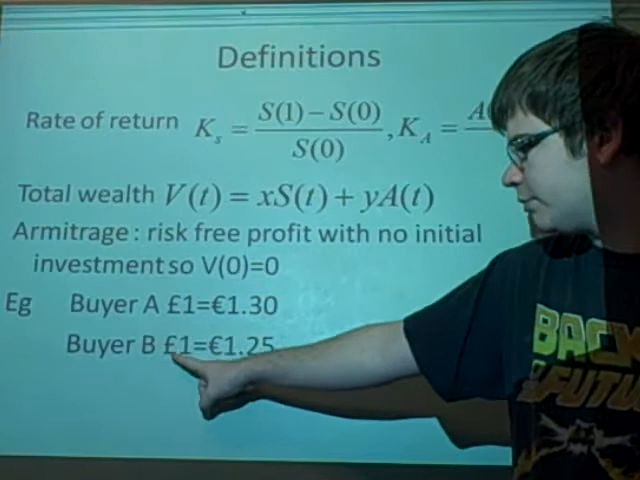 Definitions
Rate of return K_s = (S(1) − S(0)) / S(0), K_A = A(
Total wealth V(t) = xS(t) + yA(t)
Armitrage : risk free profit with no initial
investment so V(0)=0
Eg Buyer A £1=€1.30
Buyer B £1=€1.25
BACK